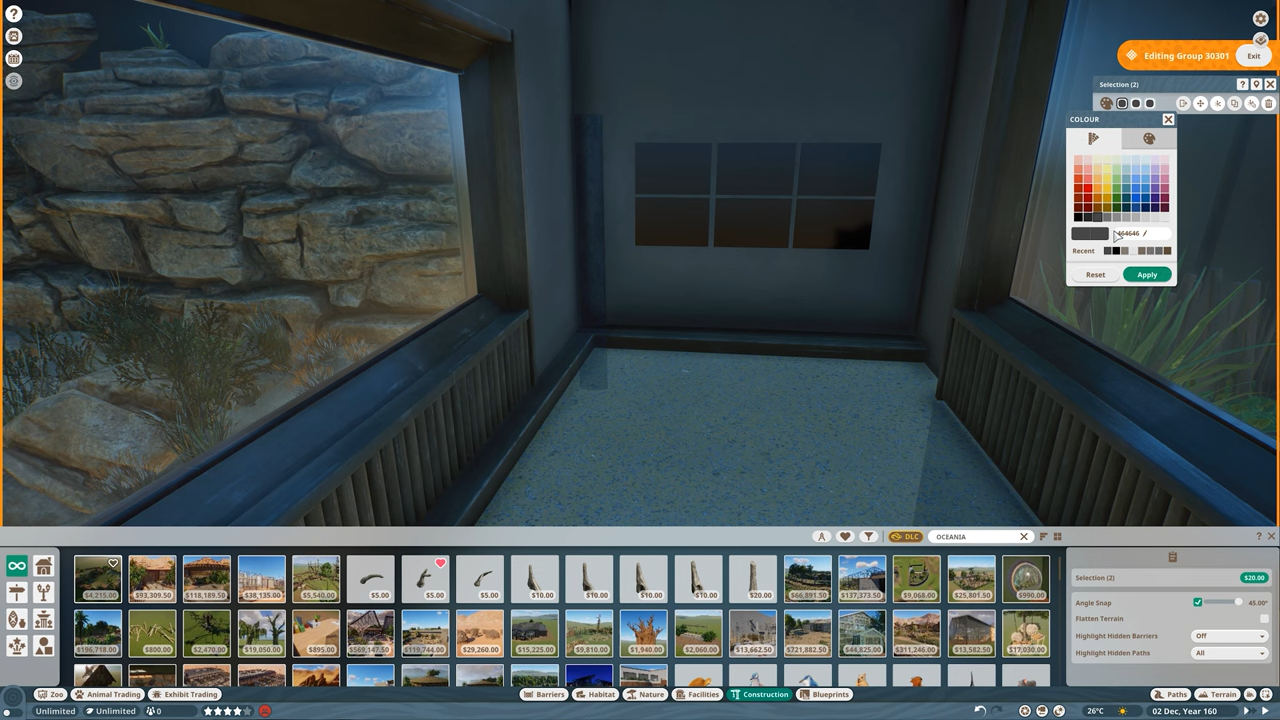 Editing Group 30301
Exit
Selection (2)
COLOUR
Recent
Reset
Apply
DLC
OCEANIA
$4,215.00
$93,309.50
$118,189.50
$38,135.00
$5,540.00
$5.00
$5.00
$5.00
$10.00
$10.00
$10.00
$10.00
$20.00
$66,891.50
$137,373.50
$9,068.00
$25,801.50
$990.00
Selection (2)
$20.00
Angle Snap
45.00°
Flatten Terrain
Highlight Hidden Barriers
Off
Highlight Hidden Paths
All
$196,718.00
$800.00
$2,470.00
$19,050.00
$895.00
$569,147.50
$119,744.00
$29,260.00
$15,225.00
$9,810.00
$1,940.00
$2,060.00
$13,662.50
$721,882.50
$44,825.00
$311,246.00
$13,582.50
$17,030.00
Zoo
Animal Trading
Exhibit Trading
Barriers
Habitat
Nature
Facilities
Construction
Blueprints
Paths
Terrain
Unlimited
Unlimited
0
26°C
02 Dec, Year 160